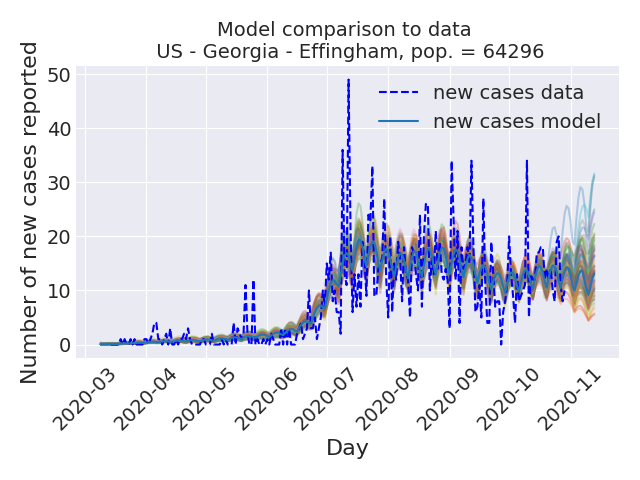 Model comparison to data
US - Georgia - Effingham, pop. = 64296
Number of new cases reported
50
40
30
20
10
0
new cases data
new cases model
2020-03
2020-04
2020-05
2020-06
2020-07
2020-08
2020-09
2020-10
2020-11
Day